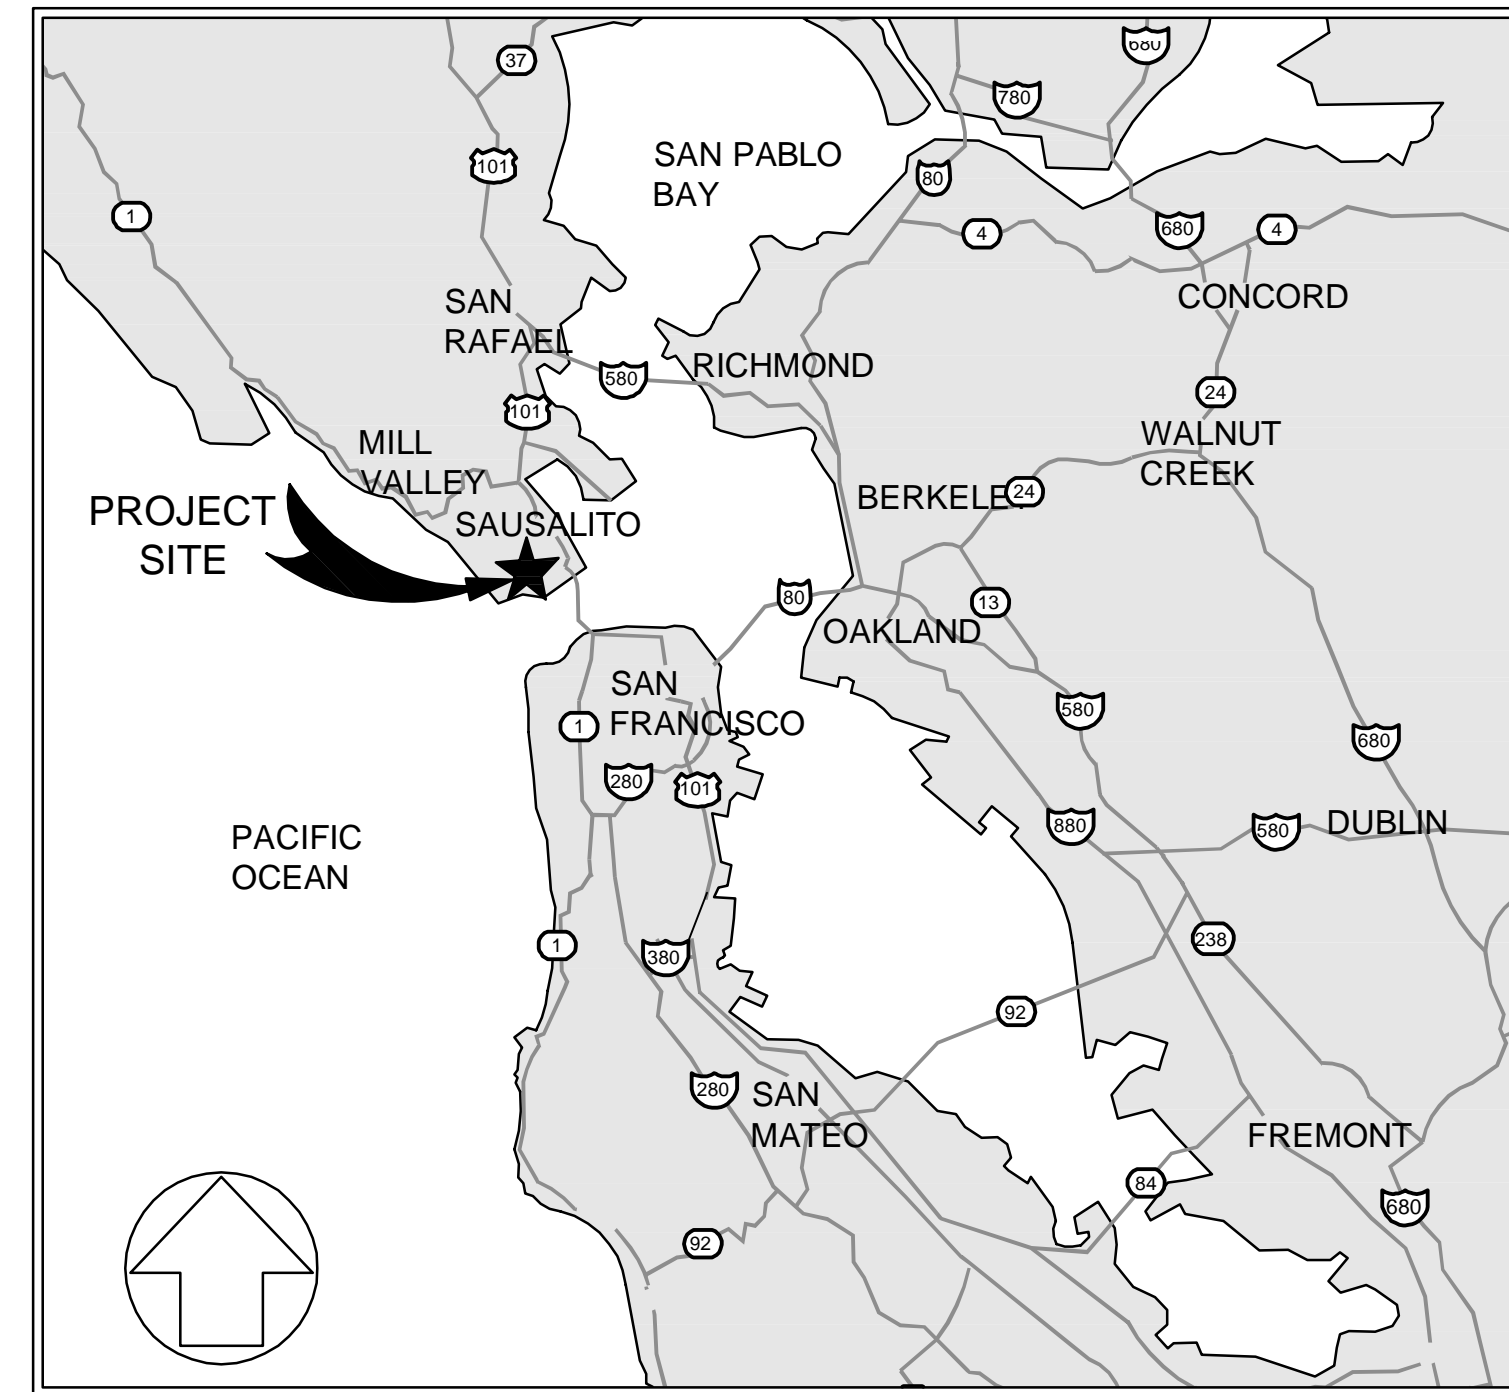 680
37
780
SAN PABLO
BAY
101
80
1
4
680
4
CONCORD
SAN
RAFAEL
RICHMOND
580
24
101
MILL
VALLEY
WALNUT
CREEK
BERKELEY
24
PROJECT
SITE
SAUSALITO
80
13
OAKLAND
SAN
FRANCISCO
580
1
680
280
101
880
580
DUBLIN
PACIFIC
OCEAN
238
1
380
92
280
SAN
MATEO
FREMONT
84
680
92